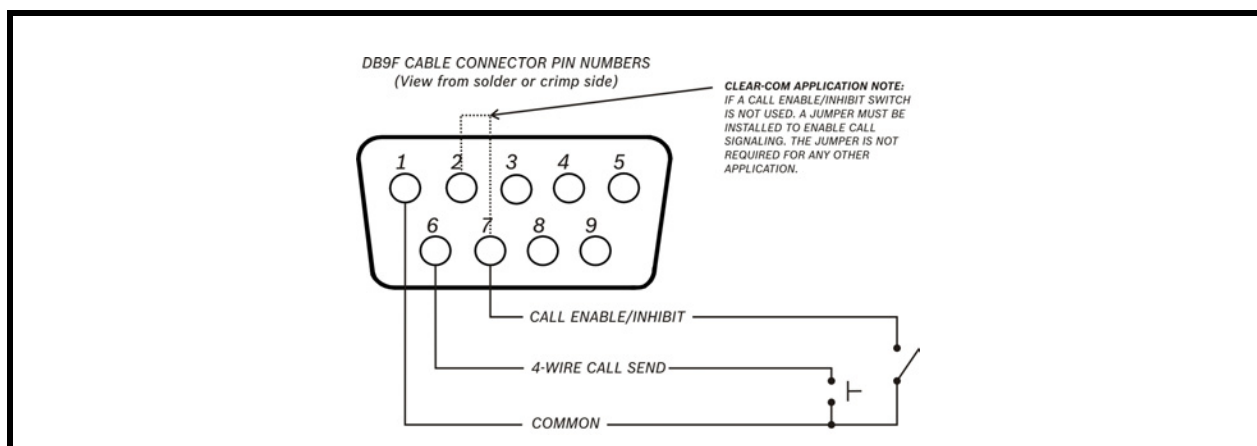 DB9F CABLE CONNECTOR PIN NUMBERS
(View from solder or crimp side)
CLEAR-COM APPLICATION NOTE:
IF A CALL ENABLE/INHIBIT SWITCH
IS NOT USED. A JUMPER MUST BE
INSTALLED TO ENABLE CALL
SIGNALING. THE JUMPER IS NOT
REQUIRED FOR ANY OTHER
APPLICATION.
1 2 3 4 5
6 7 8 9
CALL ENABLE/INHIBIT
4-WIRE CALL SEND
COMMON